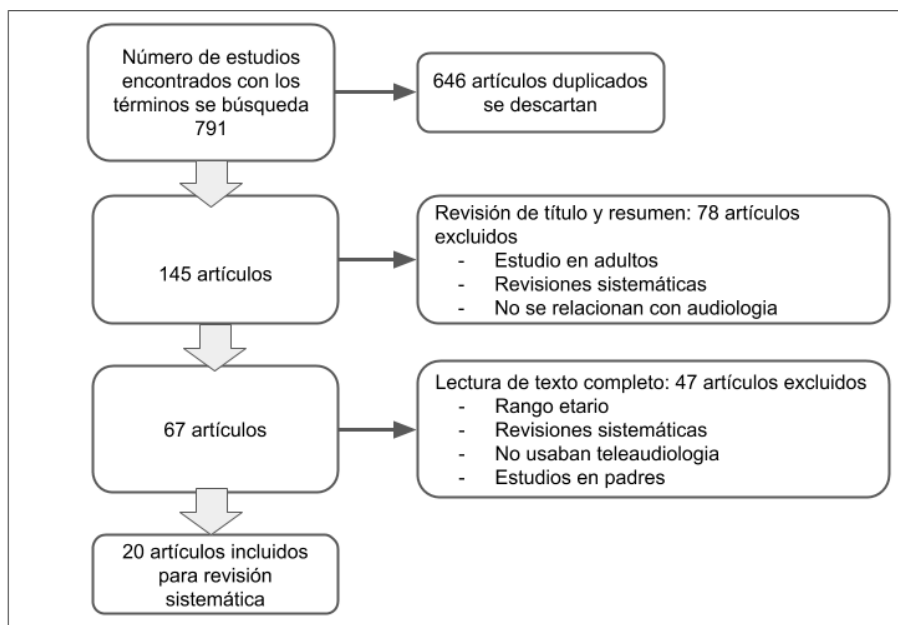 Número de estudios
encontrados con los
términos se búsqueda
791
646 artículos duplicados
se descartan
145 artículos
Revisión de título y resumen: 78 artículos
excluidos
- Estudio en adultos
- Revisiones sistemáticas
- No se relacionan con audiologia
67 artículos
Lectura de texto completo: 47 artículos excluidos
- Rango etario
- Revisiones sistemáticas
- No usaban teleaudiologia
- Estudios en padres
20 artículos incluidos
para revisión
sistemática